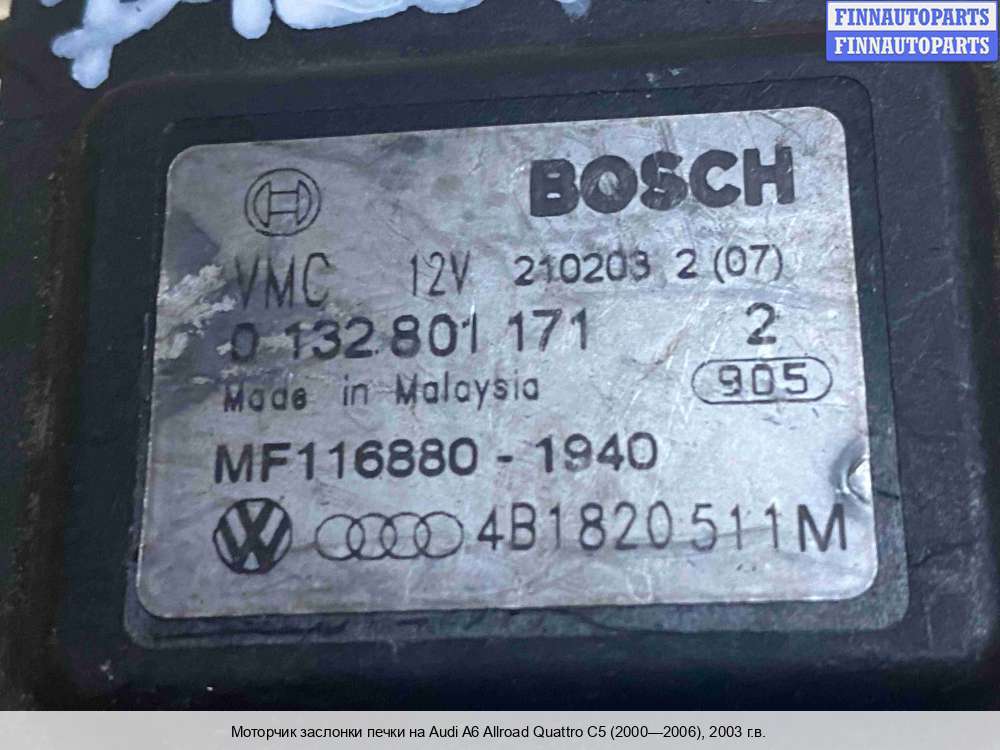 FINNAUTOPARTS
FINNAUTOPARTS
BOSCH
VMC 12V 210203 2 (07)
0 132 801 171 2
Made in Malaysia 905
MF116880 - 1940
4B1820511M
Моторчик заслонки печки на Audi A6 Allroad Quattro C5 (2000—2006), 2003 г.в.